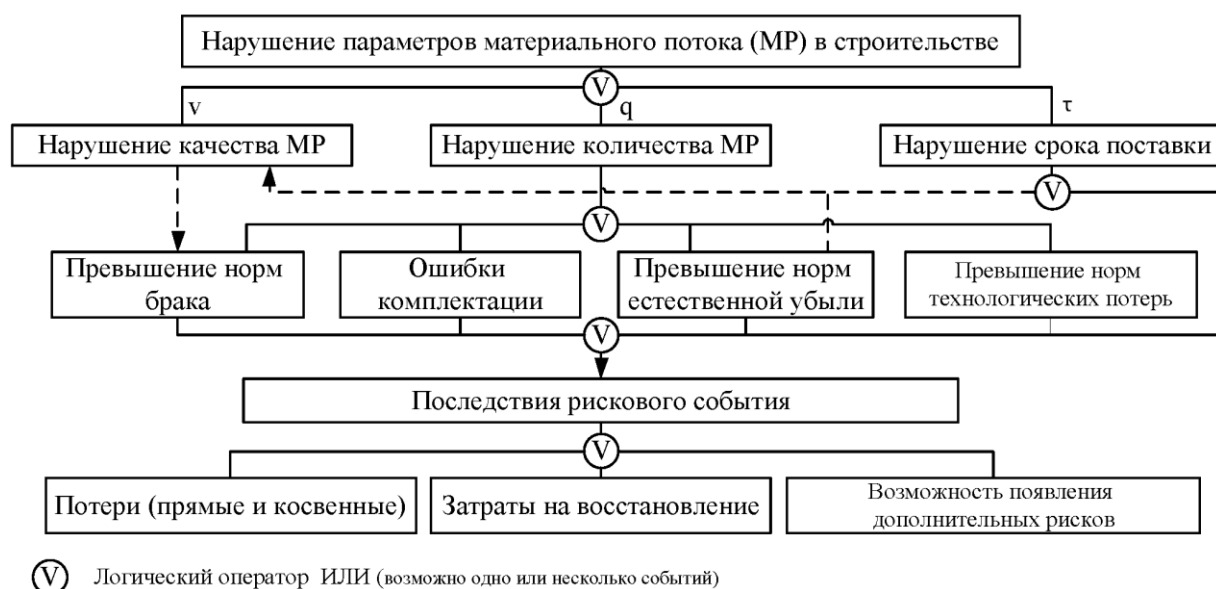 Нарушение параметров материального потока (МР) в строительстве
V
v
q
τ
Нарушение качества МР
Нарушение количества МР
Нарушение срока поставки
V
V
Превышение норм
брака
Ошибки
комплектации
Превышение норм
естественной убыли
Превышение норм
технологических потерь
V
Последствия рискового события
V
Потери (прямые и косвенные)
Затраты на восстановление
Возможность появления
дополнительных рисков
V Логический оператор ИЛИ (возможно одно или несколько событий)